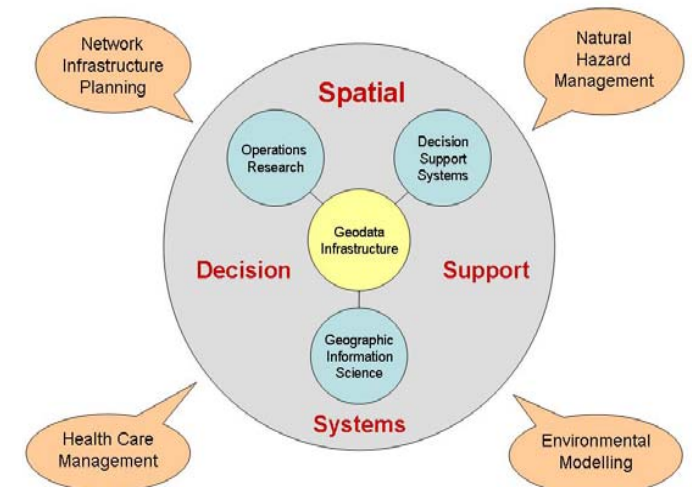 Network
Infrastructure
Planning
Natural
Hazard
Management
Spatial
Operations
Research
Decision
Support
Systems
Geodata
Infrastructure
Decision
Support
Geographic
Information
Science
Systems
Health Care
Management
Environmental
Modelling